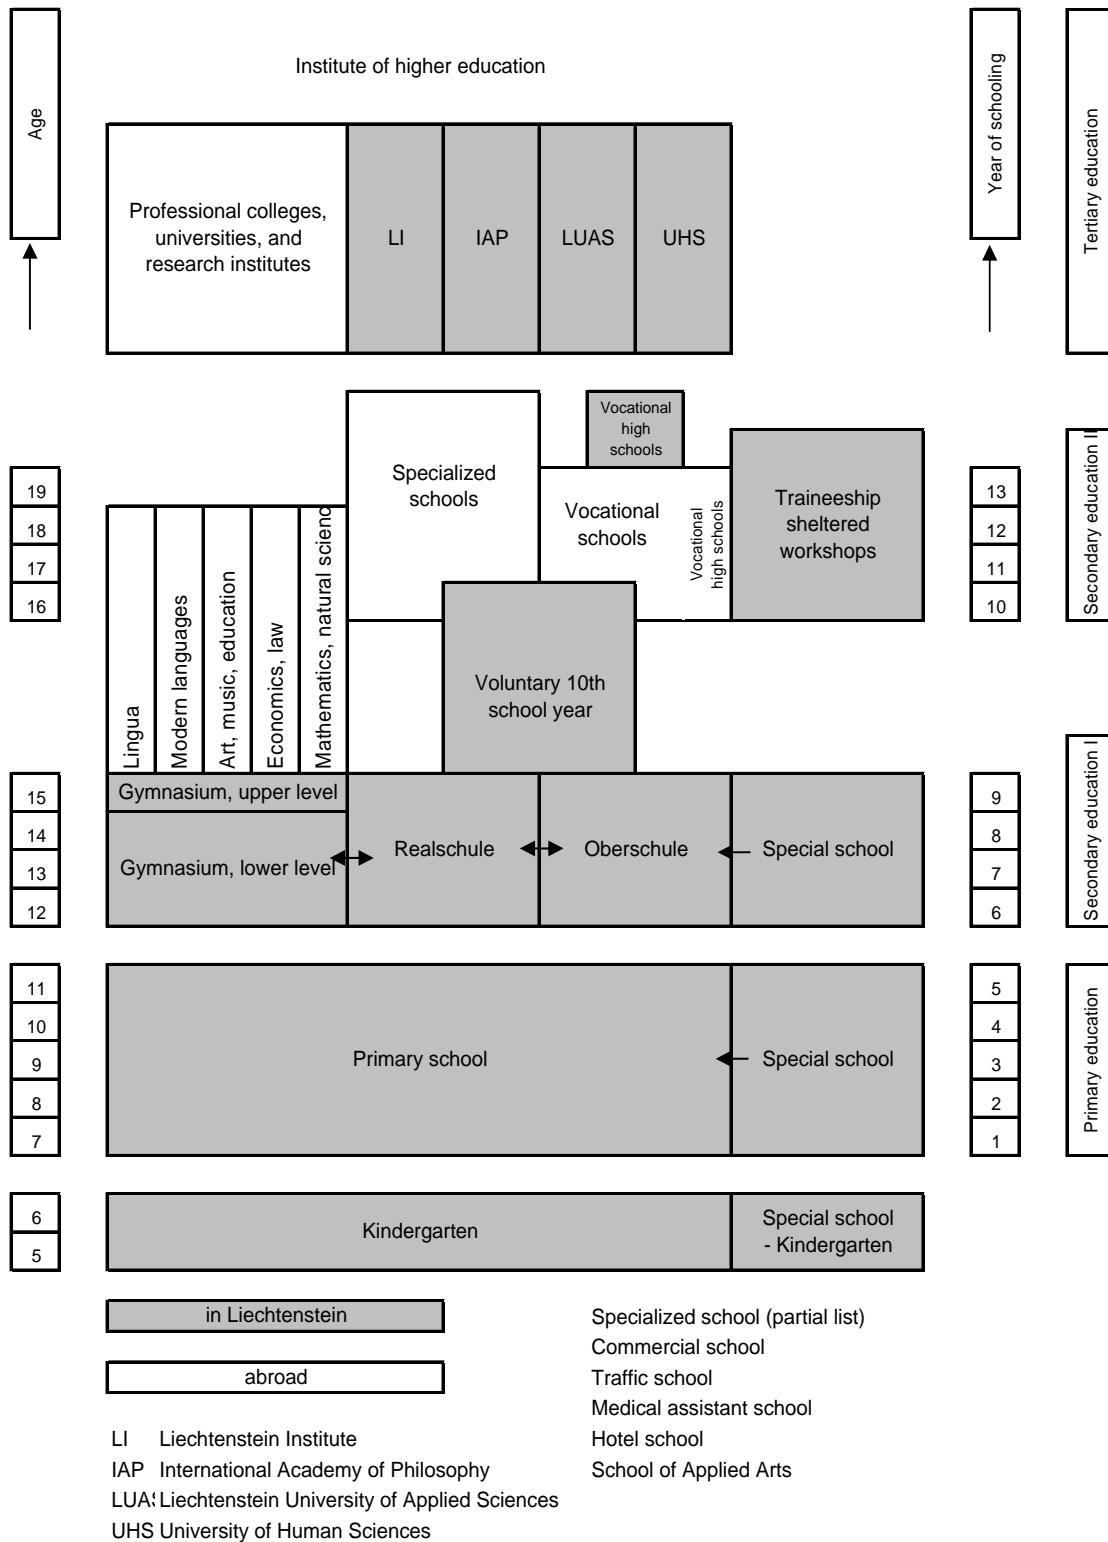 Age
Institute of higher education
Year of schooling
Tertiary education
Professional colleges,
universities, and
research institutes
LI
IAP
LUAS
UHS
Vocational
high
schools
Specialized
schools
Vocational
schools
Vocational
high schools
Traineeship
sheltered
workshops
Secondary education II
19
18
17
16
13
12
11
10
Lingua
Modern languages
Art, music, education
Economics, law
Mathematics, natural scienc
Voluntary 10th
school year
Secondary education I
15
14
13
12
Gymnasium, upper level
Gymnasium, lower level
Realschule
Oberschule
Special school
9
8
7
6
11
10
9
8
7
Primary school
Special school
5
4
3
2
1
Primary education
6
5
Kindergarten
Special school
- Kindergarten
in Liechtenstein
abroad
LI Liechtenstein Institute
IAP International Academy of Philosophy
LUAS Liechtenstein University of Applied Sciences
UHS University of Human Sciences
Specialized school (partial list)
Commercial school
Traffic school
Medical assistant school
Hotel school
School of Applied Arts